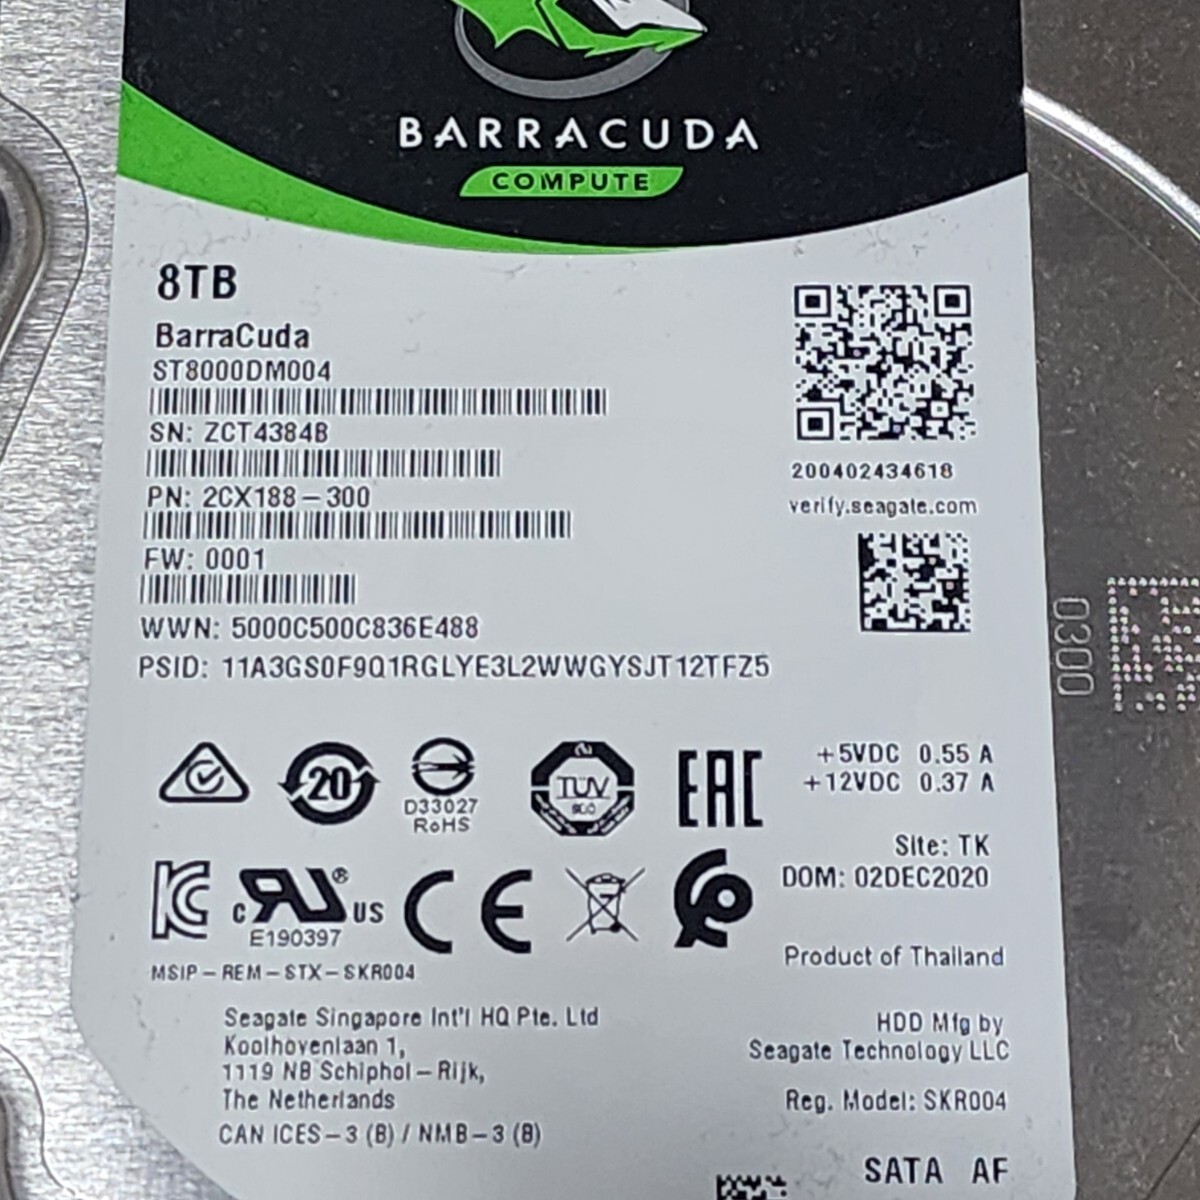 BARRACUDA
COMPUTE
8TB
BarraCuda
ST8000DM004
SN: ZCT4384B
PN: 2CX188-300
FW: 0001
WWN: 5000C500C836E488
PSID: 11A3GS0F9Q1RGLYE3L2WWGYSJT12TFZ5
200402434618
verify.seagate.com
0300
20
D33027
RoHS
TÜV
EAC
+5VDC 0.55 A
+12VDC 0.37 A
Site: TK
DOM: 02DEC2020
c RU ® US
E190397
CE
MSIP-REM-STX-SKR004
Product of Thailand
Seagate Singapore Int'l HQ Pte. Ltd
Koolhovenlaan 1,
1119 NB Schiphol-Rijk,
The Netherlands
CAN ICES-3 (B) / NMB-3 (B)
HDD Mfg by
Seagate Technology LLC
Reg. Model: SKR004
SATA AF